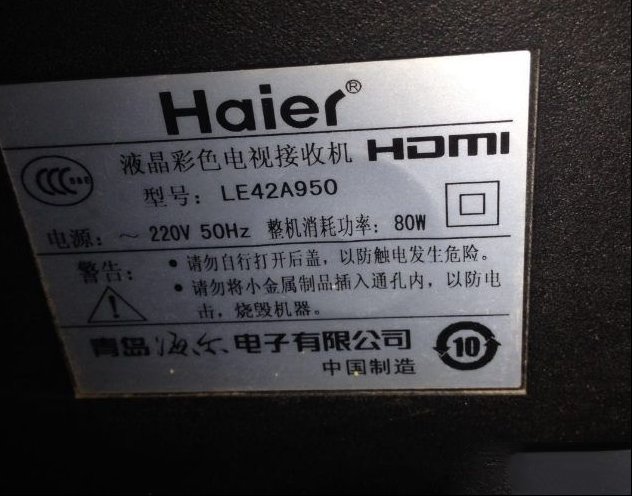 Haier®
液晶彩色电视接收机 HDMI
CCC S&E
型号: LE42A950
电源: ~ 220V 50Hz 整机消耗功率: 80W
警告: • 请勿自行打开后盖，以防触电发生危险。
• 请勿将小金属制品插入通孔内，以防电
击，烧毁机器。
青岛海尔电子有限公司
10
中国制造